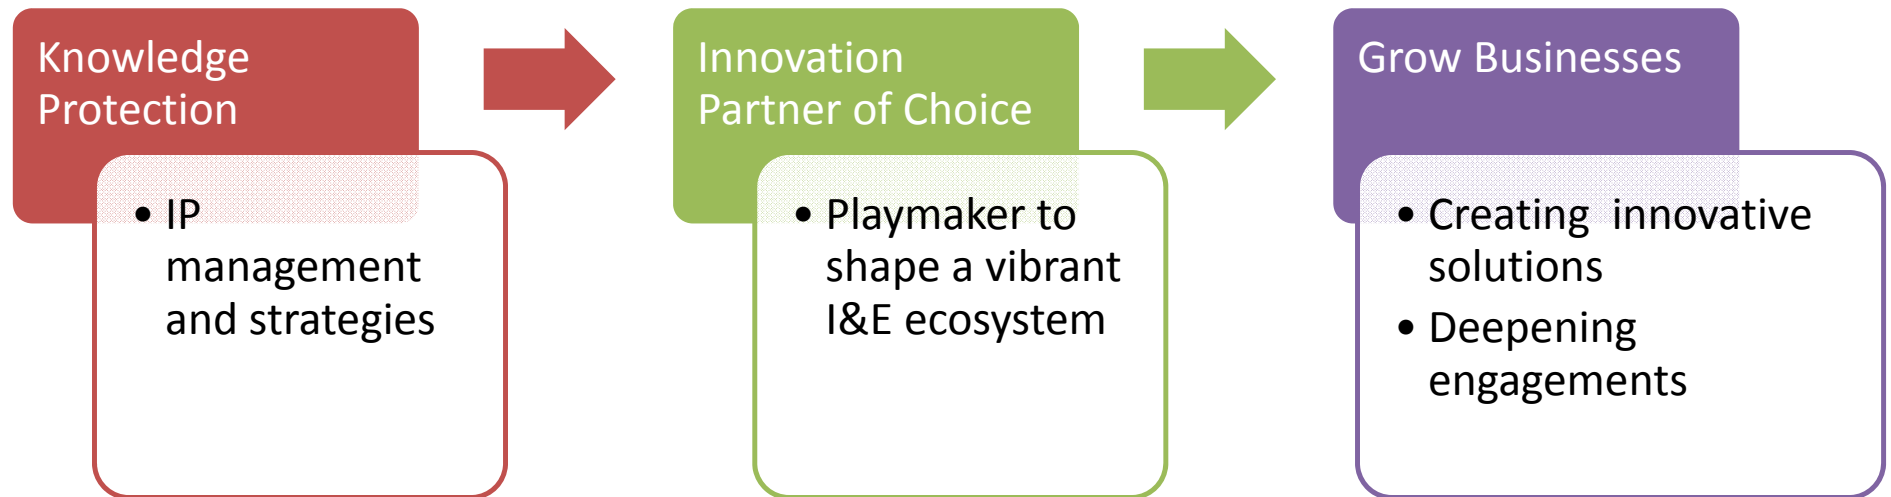 Knowledge
Protection
• IP
management
and strategies
Innovation
Partner of Choice
• Playmaker to
shape a vibrant
I&E ecosystem
Grow Businesses
• Creating  innovative
solutions
• Deepening
engagements